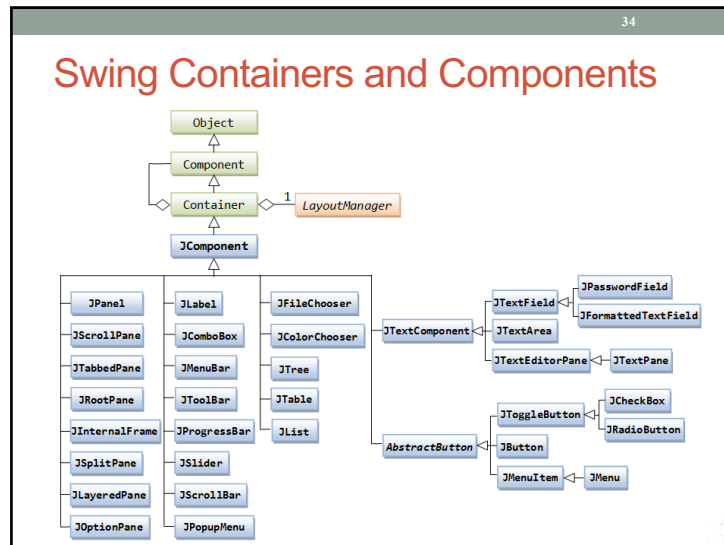 34
Swing Containers and Components
Object
Component
Container
1
LayoutManager
JComponent
JPanel
JScrollPane
JTabbedPane
JRootPane
JInternalFrame
JSplitPane
JLayeredPane
JOptionPane
JLabel
JComboBox
JMenuBar
JToolBar
JProgressBar
JSlider
JScrollBar
JPopupMenu
JFileChooser
JColorChooser
JTree
JTable
JList
JTextComponent
JTextField
JPasswordField
JFormattedTextField
JTextArea
JTextEditorPane
JTextPane
AbstractButton
JToggleButton
JCheckBox
JRadioButton
JButton
JMenuItem
JMenu